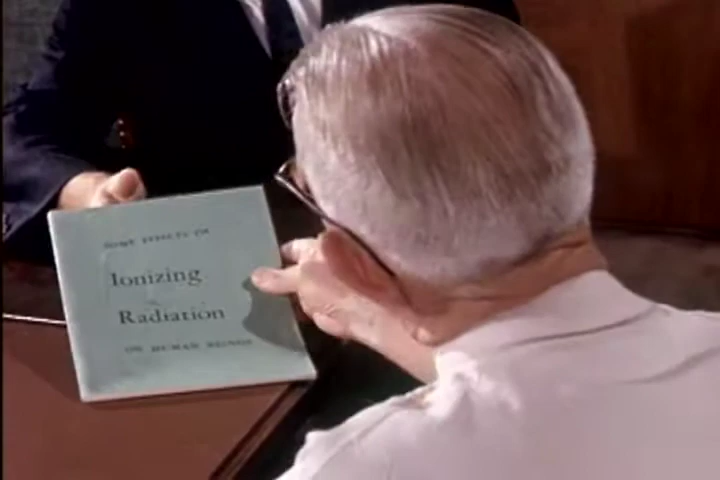 SOME EFFECTS OF
Ionizing
Radiation
ON HUMAN BEINGS